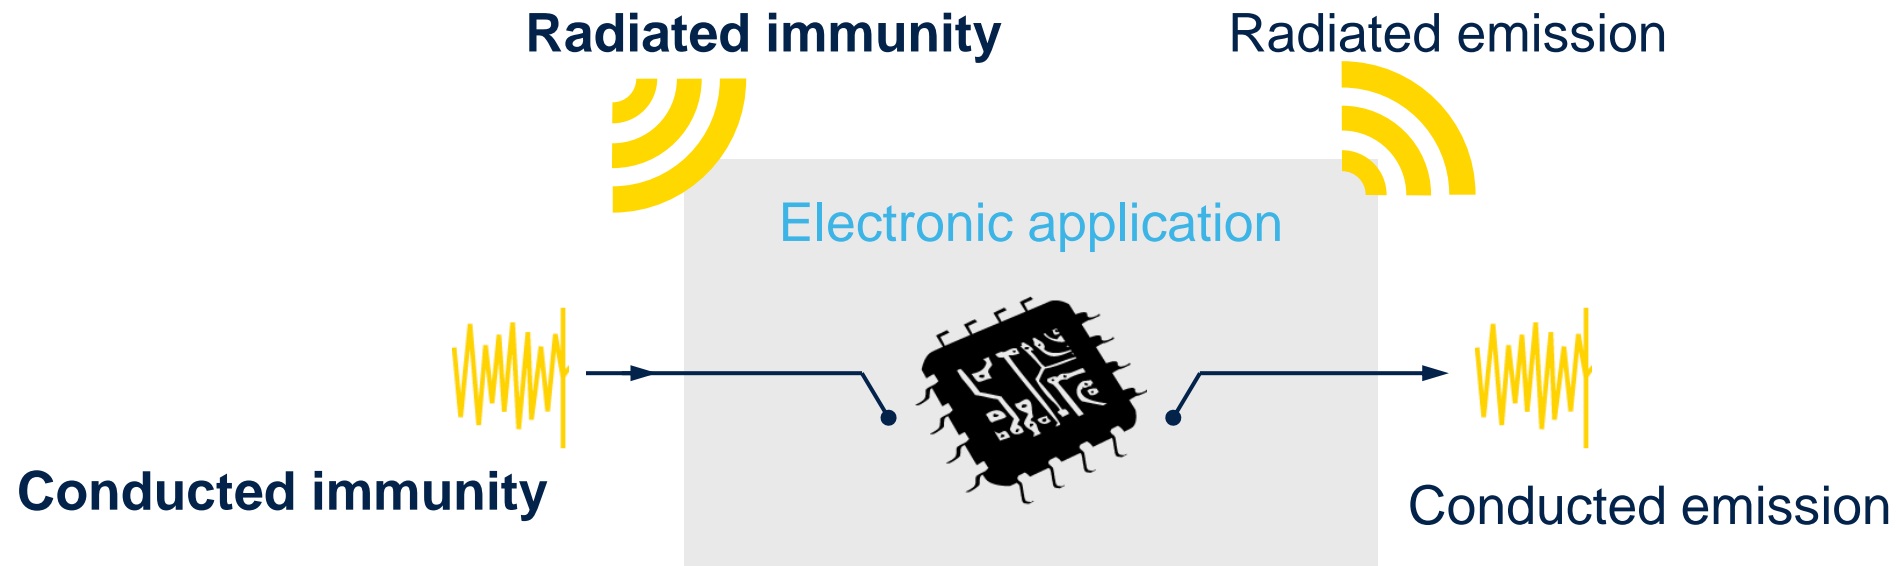 Radiated immunity
Radiated emission
Electronic application
Conducted immunity
Conducted emission